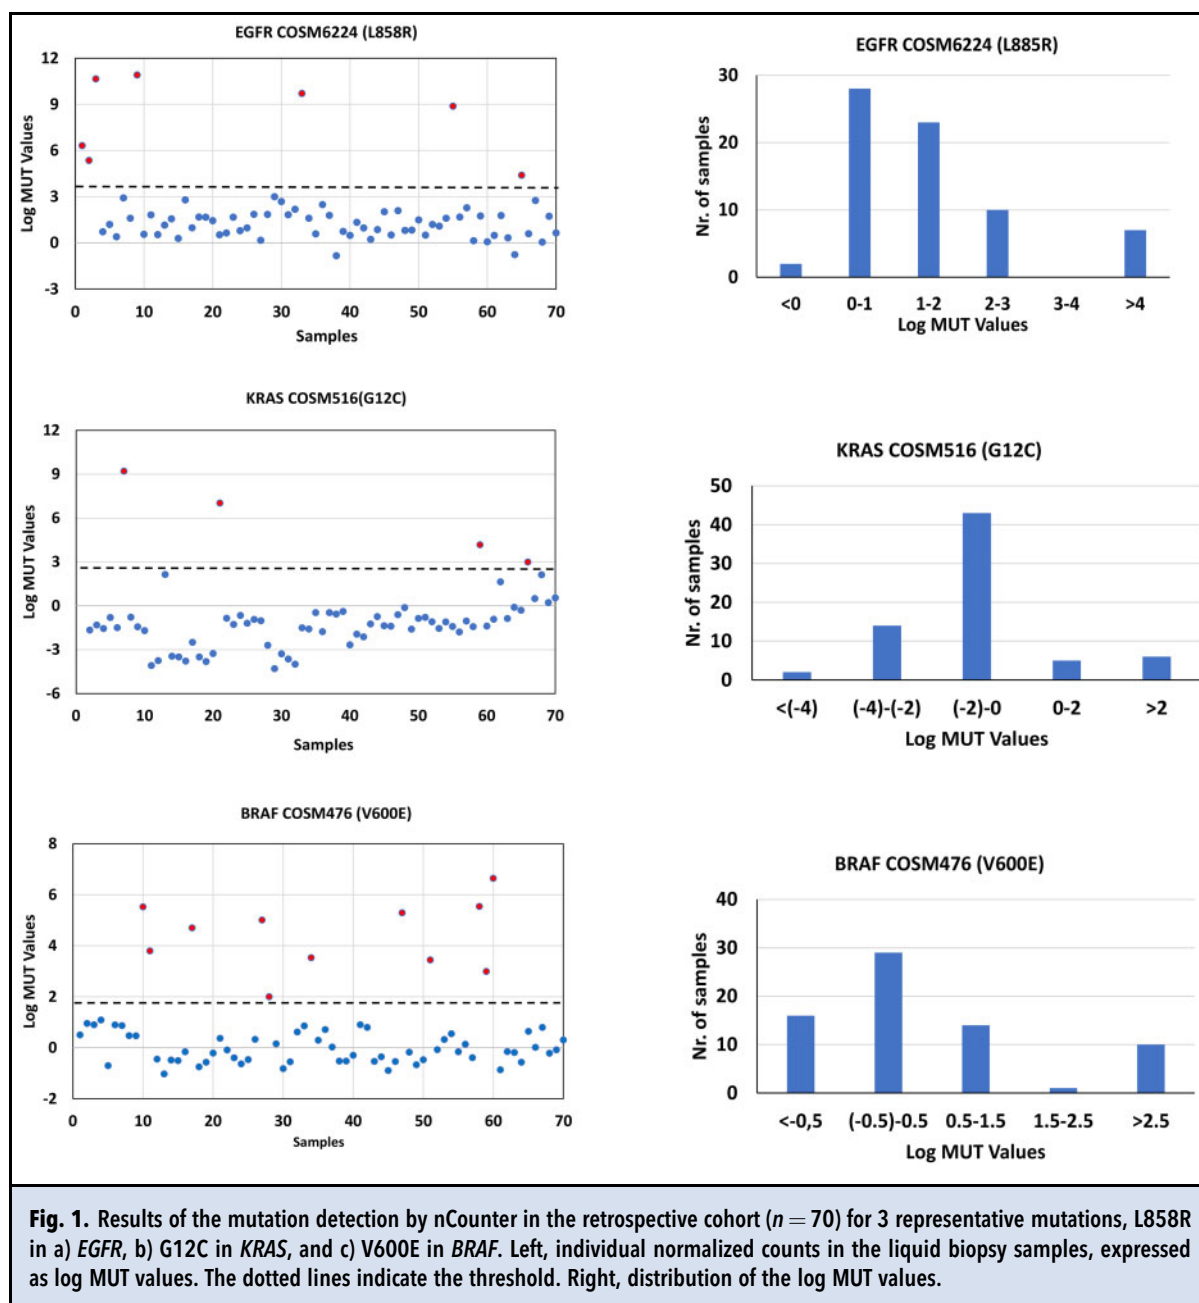 EGFR COSM6224 (L858R)
12
9
6
3
0
-3
Log MUT Values
0 10 20 30 40 50 60 70
Samples
EGFR COSM6224 (L885R)
30
20
10
0
Nr. of samples
<0 0-1 1-2 2-3 3-4 >4
Log MUT Values
KRAS COSM516(G12C)
12
9
6
3
0
-3
-6
Log MUT Values
0 10 20 30 40 50 60 70
Samples
KRAS COSM516 (G12C)
50
40
30
20
10
0
Nr. of samples
<(-4) (-4)-(-2) (-2)-0 0-2 >2
Log MUT Values
BRAF COSM476 (V600E)
8
6
4
2
0
-2
Log MUT Values
0 10 20 30 40 50 60 70
Samples
BRAF COSM476 (V600E)
40
30
20
10
0
Nr. of samples
<-0,5 (-0.5)-0.5 0.5-1.5 1.5-2.5 >2.5
Log MUT Values
Fig. 1. Results of the mutation detection by nCounter in the retrospective cohort (n = 70) for 3 representative mutations, L858R
in a) EGFR, b) G12C in KRAS, and c) V600E in BRAF. Left, individual normalized counts in the liquid biopsy samples, expressed
as log MUT values. The dotted lines indicate the threshold. Right, distribution of the log MUT values.